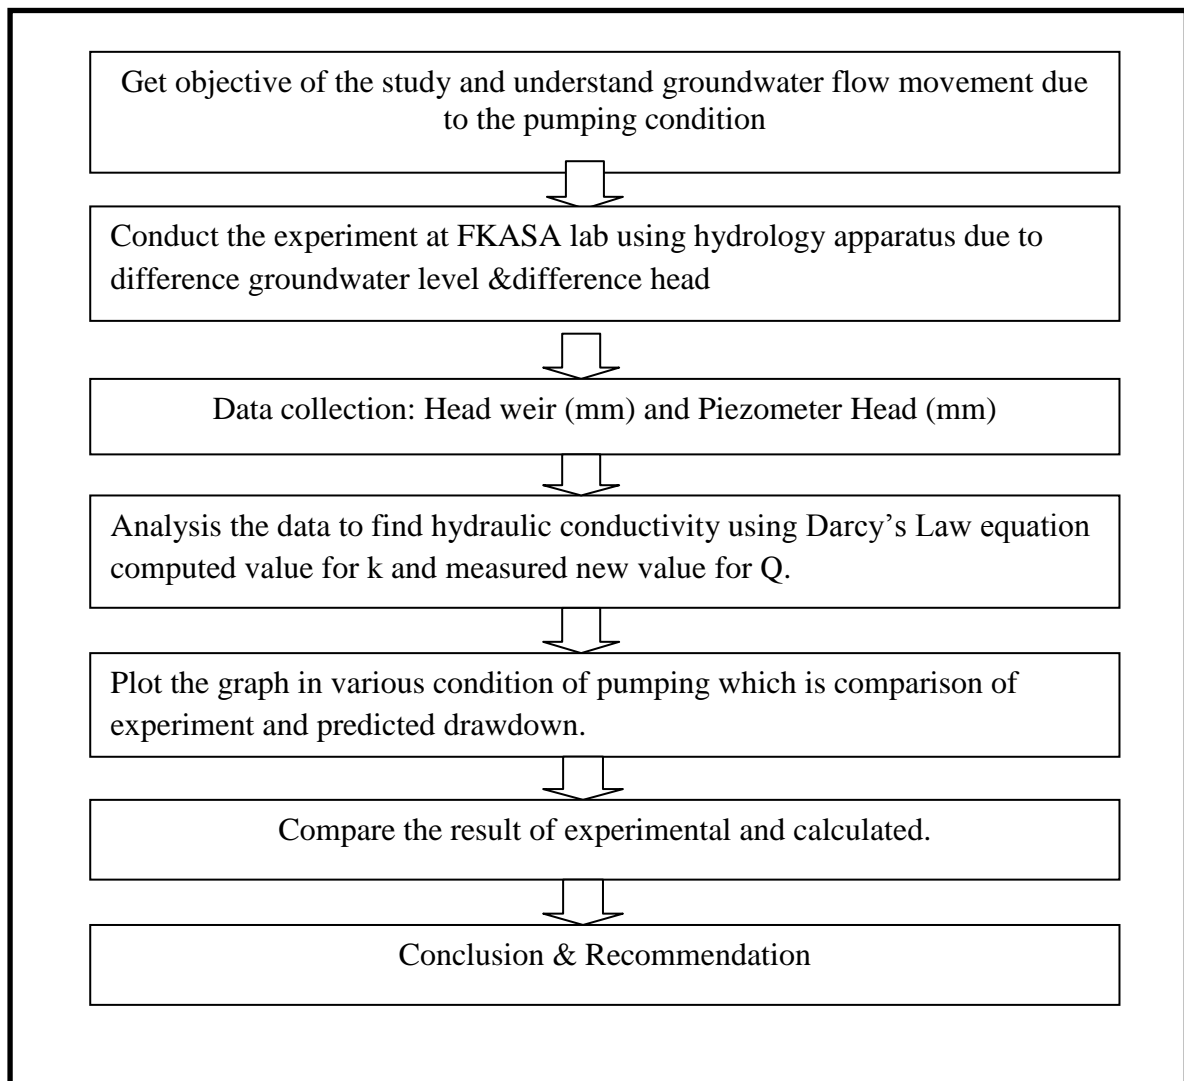 Get objective of the study and understand groundwater flow movement due
to the pumping condition
Conduct the experiment at FKASA lab using hydrology apparatus due to
difference groundwater level &difference head
Data collection: Head weir (mm) and Piezometer Head (mm)
Analysis the data to find hydraulic conductivity using Darcy’s Law equation
computed value for k and measured new value for Q.
Plot the graph in various condition of pumping which is comparison of
experiment and predicted drawdown.
Compare the result of experimental and calculated.
Conclusion & Recommendation